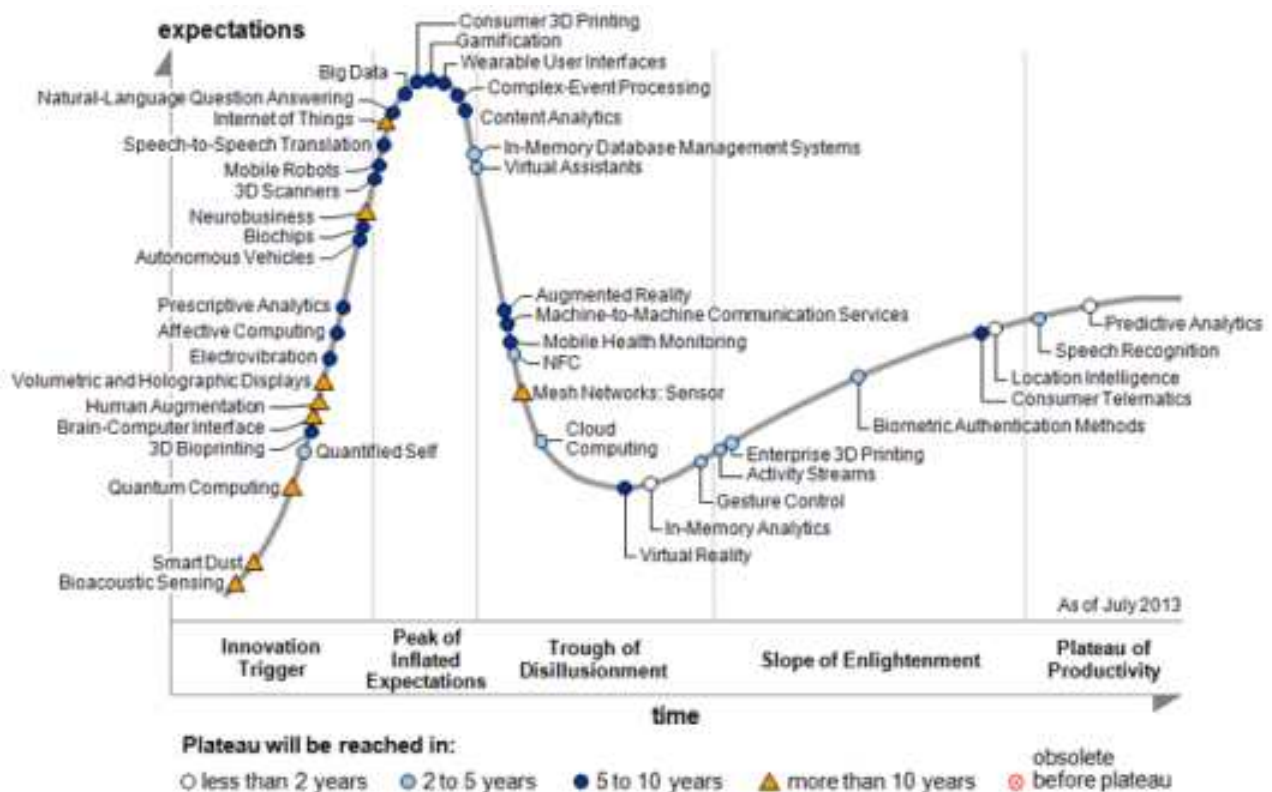 expectations
Consumer 3D Printing
Gamification
Wearable User Interfaces
Big Data
Complex-Event Processing
Natural-Language Question Answering
Content Analytics
Internet of Things
Speech-to-Speech Translation
In-Memory Database Management Systems
Mobile Robots
Virtual Assistants
3D Scanners
Neurobusiness
Biochips
Autonomous Vehicles
Prescriptive Analytics
Augmented Reality
Machine-to-Machine Communication Services
Affective Computing
Mobile Health Monitoring
Electrovibration
NFC
Volumetric and Holographic Displays
Mesh Networks: Sensor
Human Augmentation
Brain-Computer Interface
3D Bioprinting
Quantified Self
Cloud
Computing
Quantum Computing
Smart Dust
Bioacoustic Sensing
Predictive Analytics
Speech Recognition
Location Intelligence
Consumer Telematics
Biometric Authentication Methods
Enterprise 3D Printing
Activity Streams
Gesture Control
In-Memory Analytics
Virtual Reality
As of July 2013
Innovation
Trigger
Peak of
Inflated
Expectations
Trough of
Disillusionment
Slope of Enlightenment
Plateau of
Productivity
time
Plateau will be reached in:
less than 2 years
2 to 5 years
5 to 10 years
more than 10 years
obsolete
before plateau